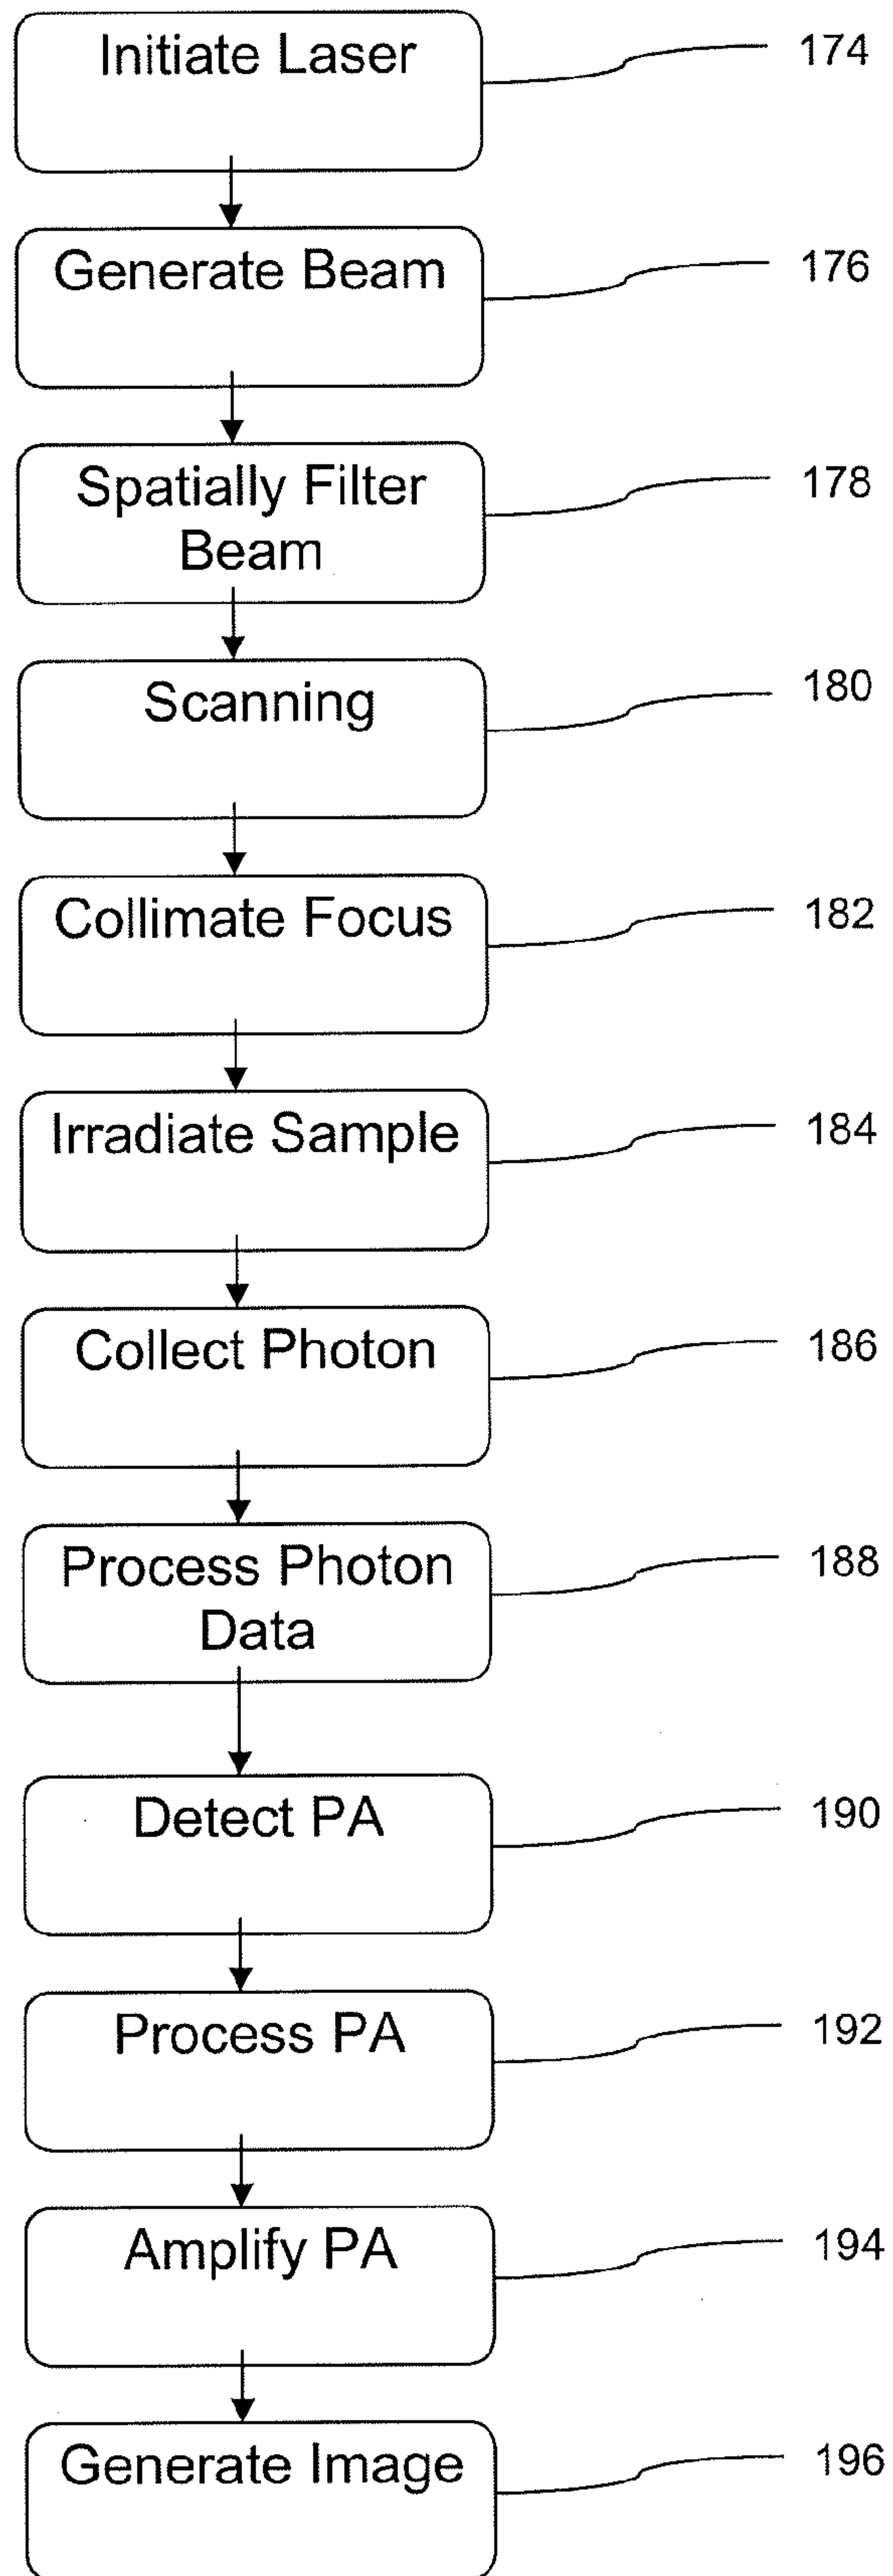 Initiate Laser
174
Generate Beam
176
Spatially Filter
Beam
178
Scanning
180
Collimate Focus
182
Irradiate Sample
184
Collect Photon
186
Process Photon
Data
188
Detect PA
190
Process PA
192
Amplify PA
194
Generate Image
196